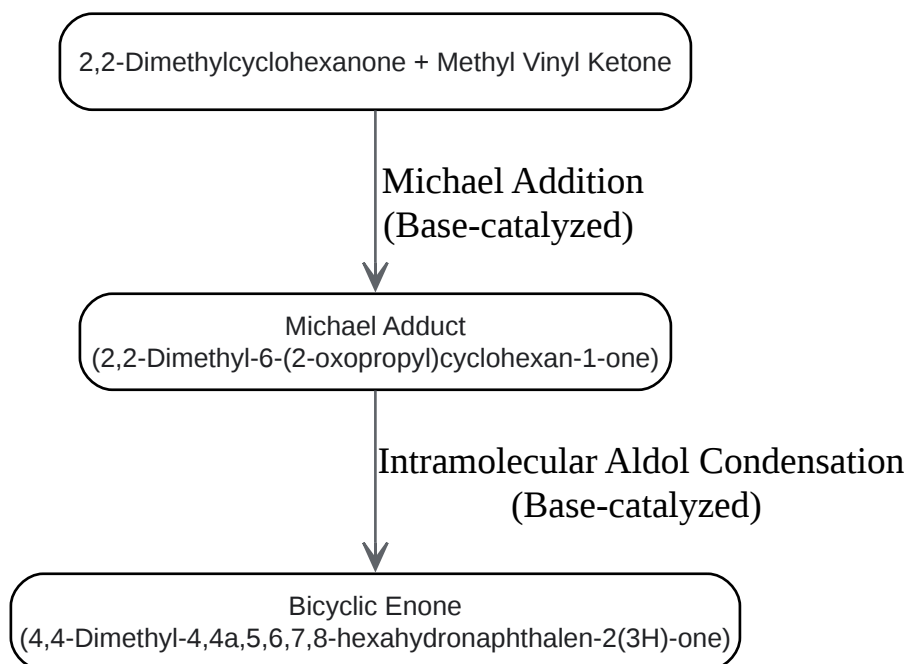 2,2-Dimethylcyclohexanone + Methyl Vinyl Ketone
Michael Addition
(Base-catalyzed)
Michael Adduct
(2,2-Dimethyl-6-(2-oxopropyl)cyclohexan-1-one)
Intramolecular Aldol Condensation
(Base-catalyzed)
Bicyclic Enone
(4,4-Dimethyl-4,4a,5,6,7,8-hexahydronaphthalen-2(3H)-one)